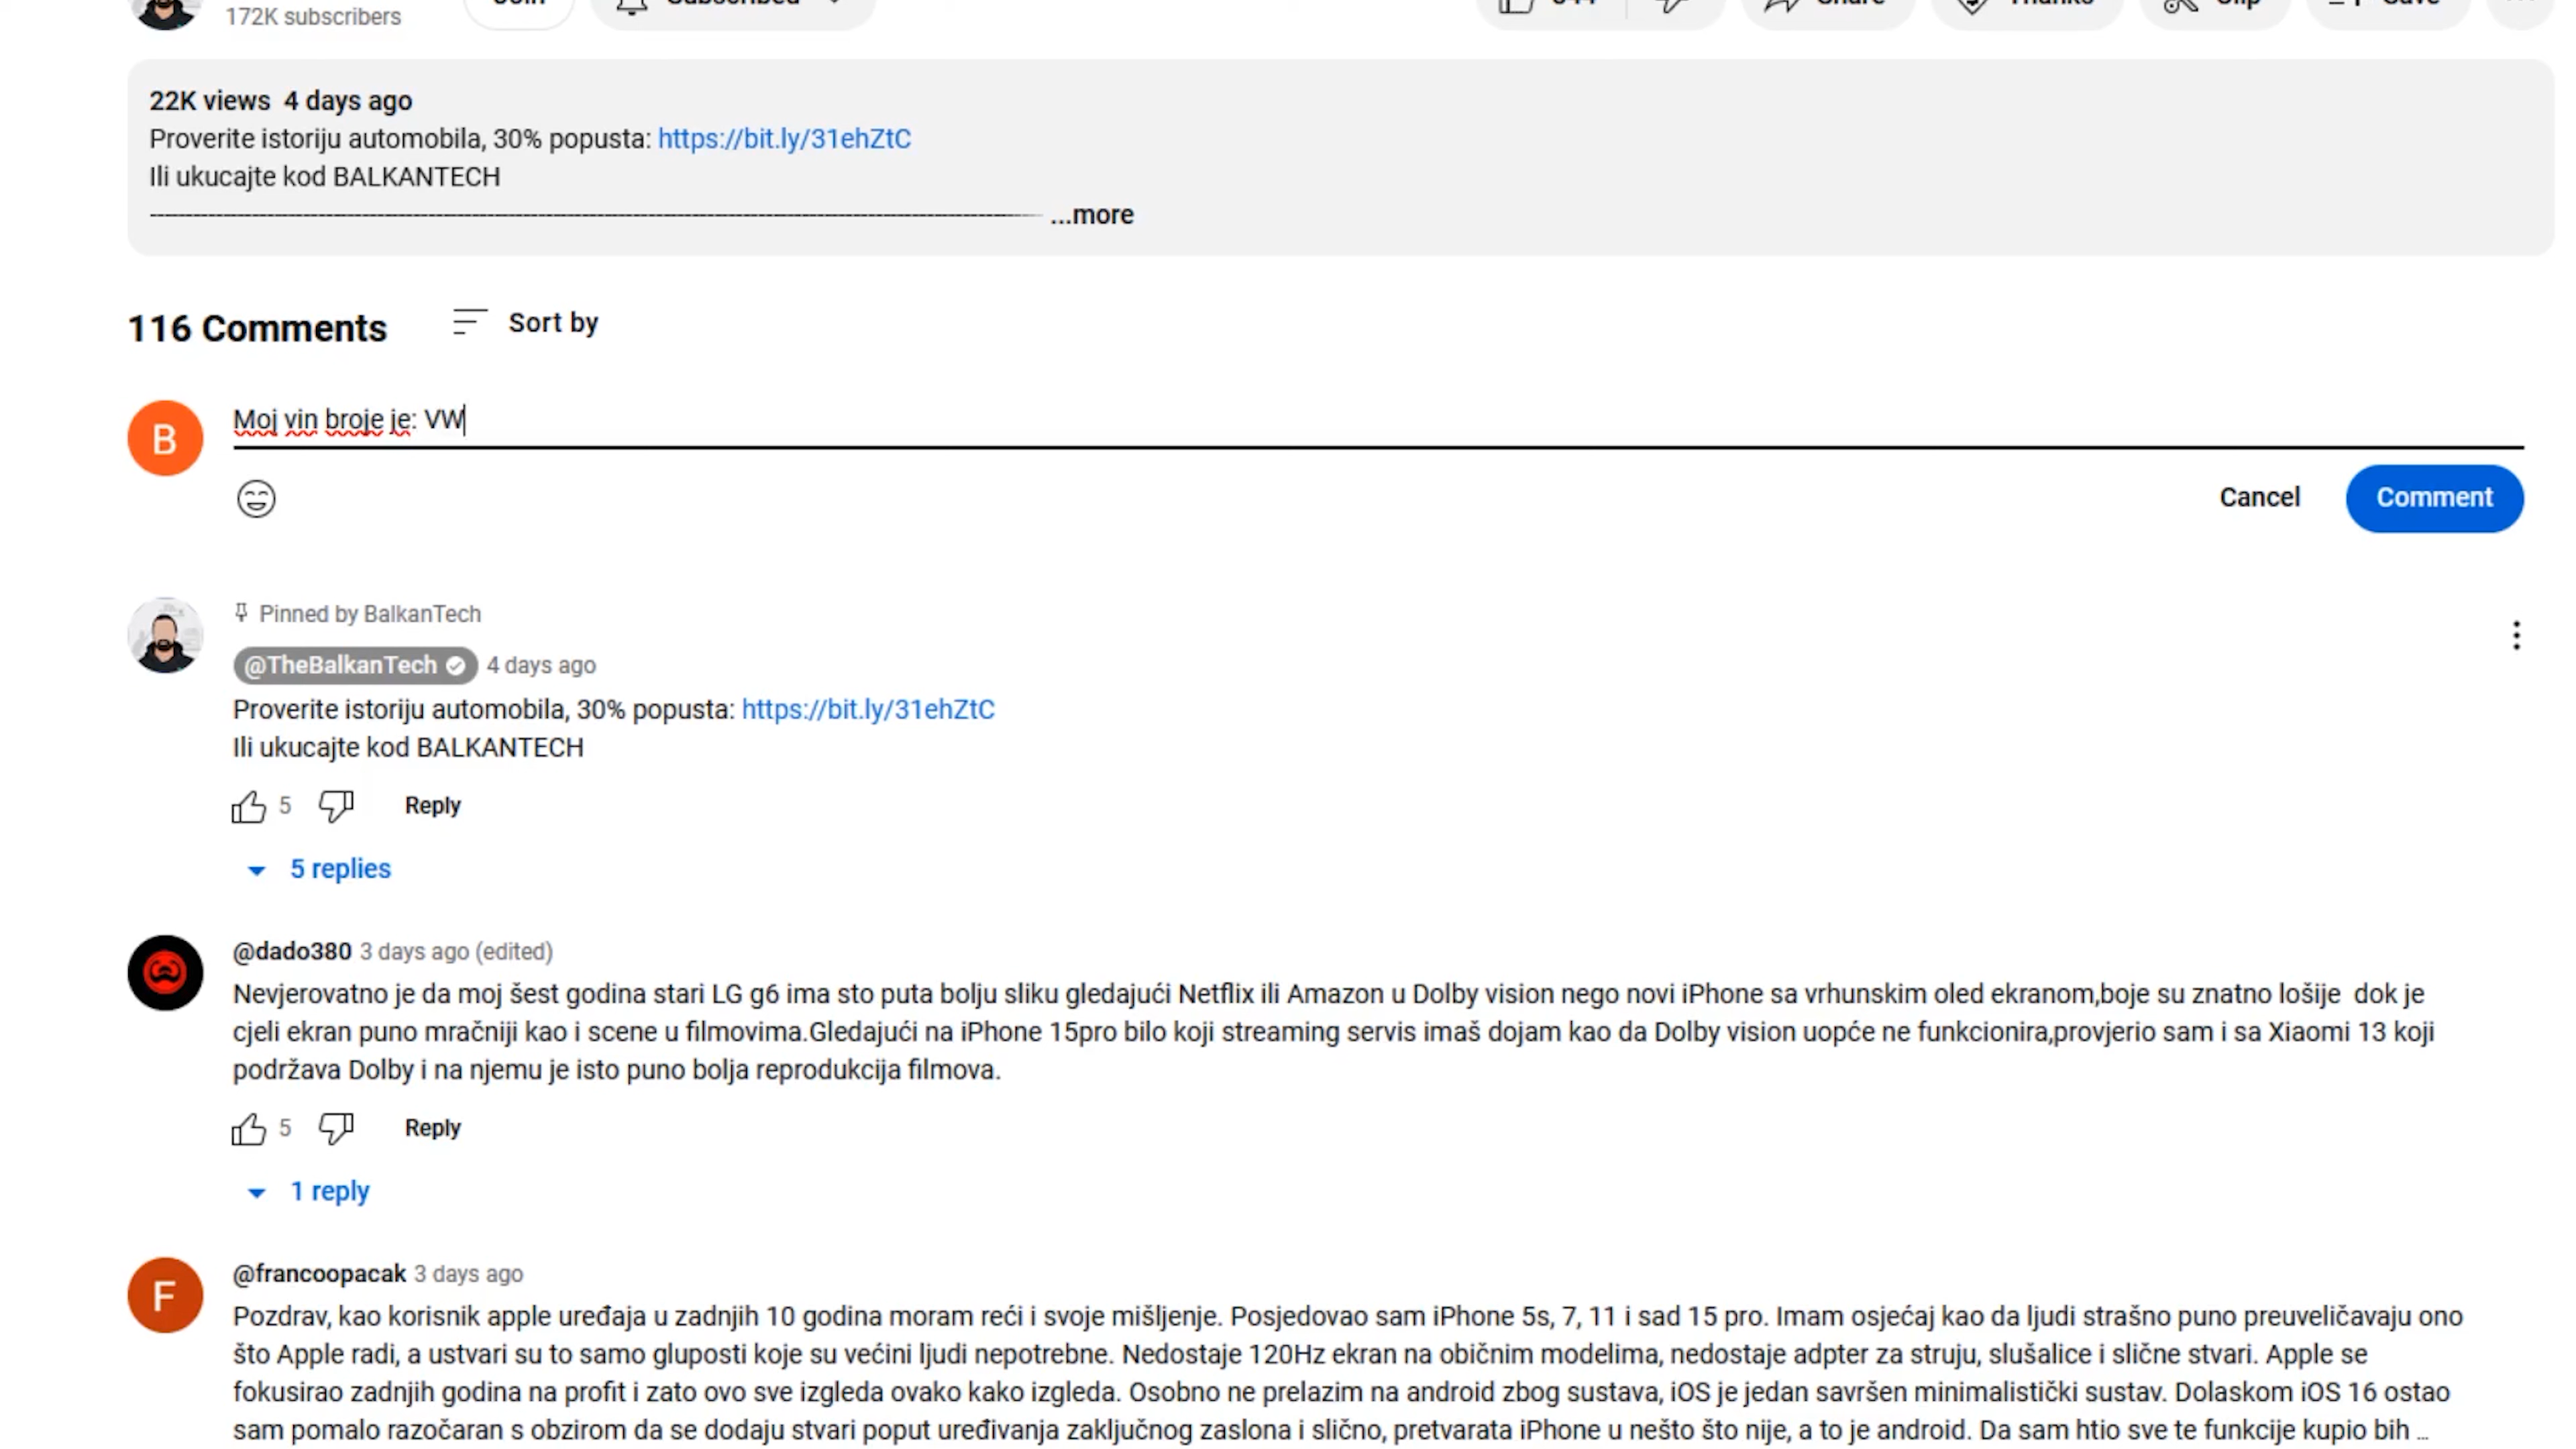 172K subscribers
Join
Subscribed
Share
Thanks
Clip
Save
22K views 4 days ago
Proverite istoriju automobila, 30% popusta: https://bit.ly/31ehZtC
Ili ukucajte kod BALKANTECH
...more
116 Comments
Sort by
B
Moj vin broje je: VW
Cancel
Comment
Pinned by BalkanTech
@TheBalkanTech 4 days ago
Proverite istoriju automobila, 30% popusta: https://bit.ly/31ehZtC
Ili ukucajte kod BALKANTECH
5
Reply
5 replies
@dado380 3 days ago (edited)
Nevjerovatno je da moj šest godina stari LG g6 ima sto puta bolju sliku gledajući Netflix ili Amazon u Dolby vision nego novi iPhone sa vrhunskim oled ekranom,boje su znatno lošije dok je
cjeli ekran puno mračniji kao i scene u filmovima.Gledajući na iPhone 15pro bilo koji streaming servis imaš dojam kao da Dolby vision uopće ne funkcionira,provjerio sam i sa Xiaomi 13 koji
podržava Dolby i na njemu je isto puno bolja reprodukcija filmova.
5
Reply
1 reply
F
@francoopacak 3 days ago
Pozdrav, kao korisnik apple uređaja u zadnjih 10 godina moram reći i svoje mišljenje. Posjedovao sam iPhone 5s, 7, 11 i sad 15 pro. Imam osjećaj kao da ljudi strašno puno preuveličavaju ono
što Apple radi, a ustvari su to samo gluposti koje su većini ljudi nepotrebne. Nedostaje 120Hz ekran na običnim modelima, nedostaje adpter za struju, slušalice i slične stvari. Apple se
fokusirao zadnjih godina na profit i zato ovo sve izgleda ovako kako izgleda. Osobno ne prelazim na android zbog sustava, iOS je jedan savršen minimalistički sustav. Dolaskom iOS 16 ostao
sam pomalo razočaran s obzirom da se dodaju stvari poput uređivanja zaključnog zaslona i slično, pretvarata iPhone u nešto što nije, a to je android. Da sam htio sve te funkcije kupio bih ...